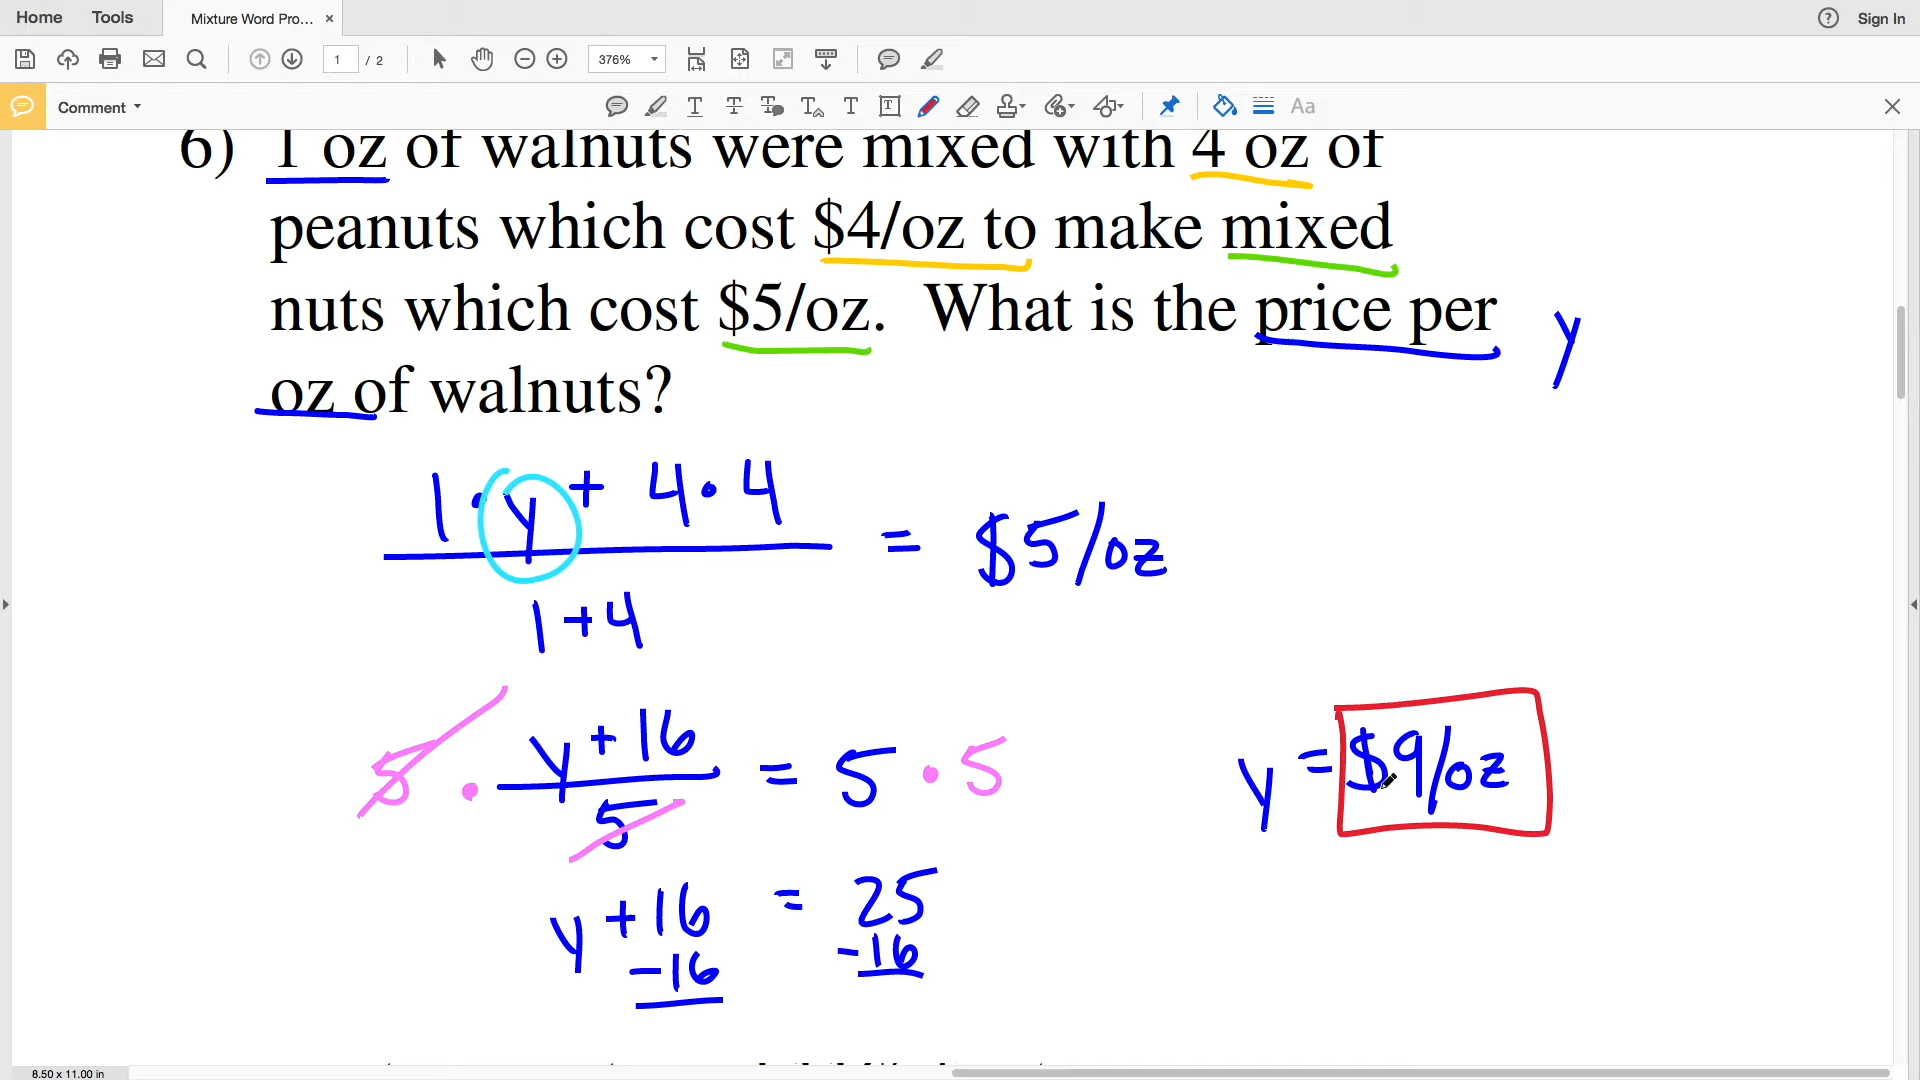 Home Tools Mixture Word Pro... × Sign In
1 / 2 376%
Comment T T T T T T Aa
6) 1 oz of walnuts were mixed with 4 oz of
peanuts which cost $4/oz to make mixed
nuts which cost $5/oz. What is the price per y
oz of walnuts?
1 · y + 4 · 4
= $5/oz
1 + 4
y + 16
5 · = 5 · 5
5
y = $9/oz
y + 16 = 25
-16 -16
8.50 x 11.00 in